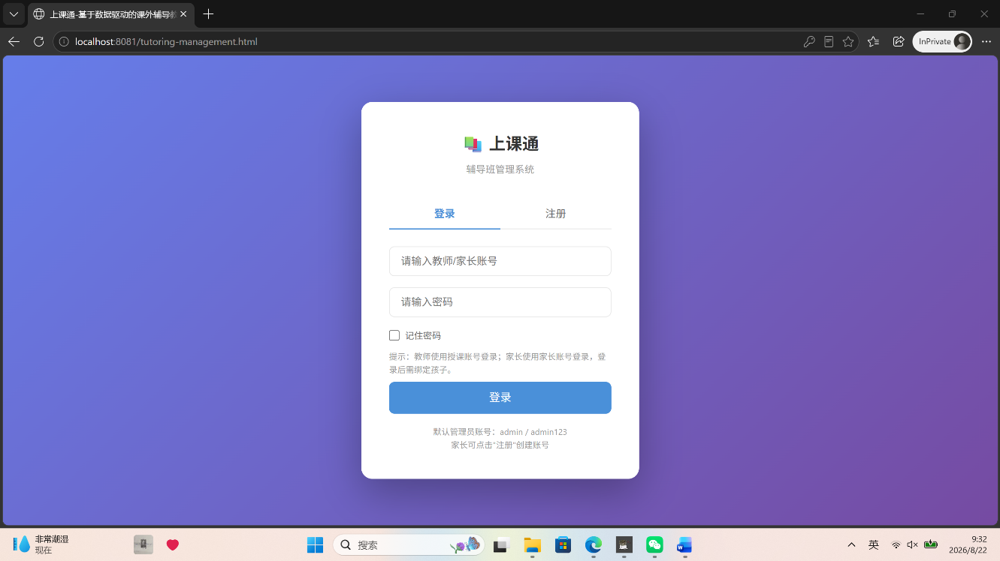 上课通-基于数据驱动的课外辅导教
localhost:8081/tutoring-management.html
InPrivate
上课通
辅导班管理系统
登录
注册
请输入教师/家长账号
请输入密码
记住密码
提示：教师使用授课账号登录；家长使用家长账号登录，登
录后需绑定孩子。
登录
默认管理员账号：admin / admin123
家长可点击"注册"创建账号
非常潮湿
现在
搜索
英
9:32
2026/8/22